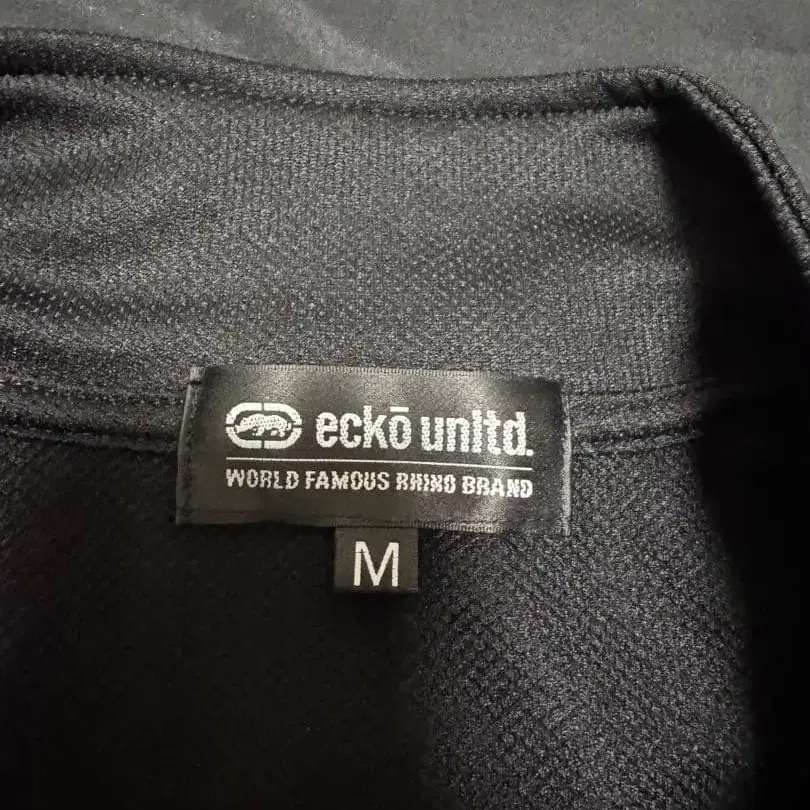 eckō unltd.
WORLD FAMOUS RHINO BRAND
M